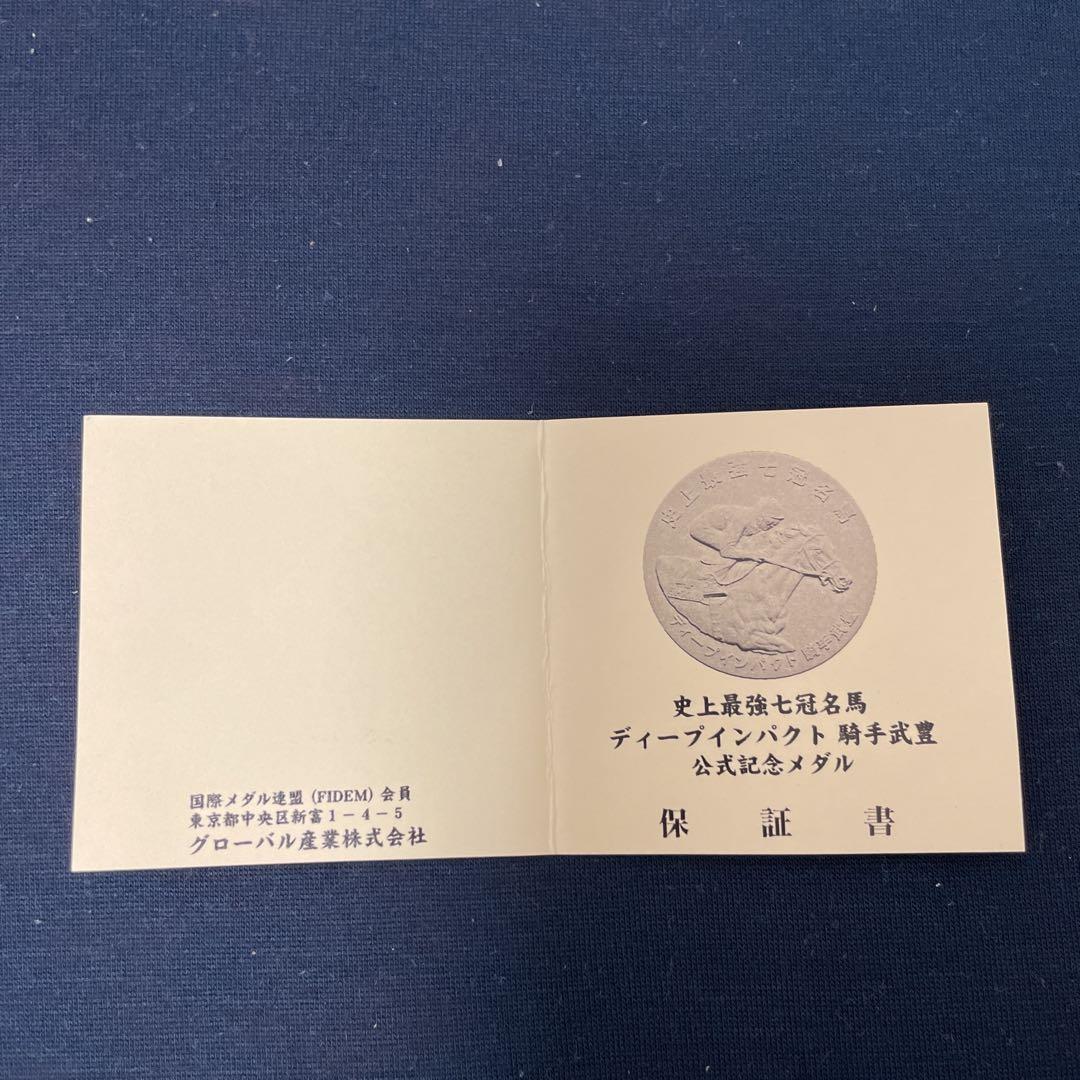 国際メダル連盟 (FIDEM) 会員
東京都中央区新富1-4-5
グローバル産業株式会社
史上最強七冠名馬
ディープインパクト 騎手武豊
史上最強七冠名馬
ディープインパクト 騎手武豊
公式記念メダル
保証書